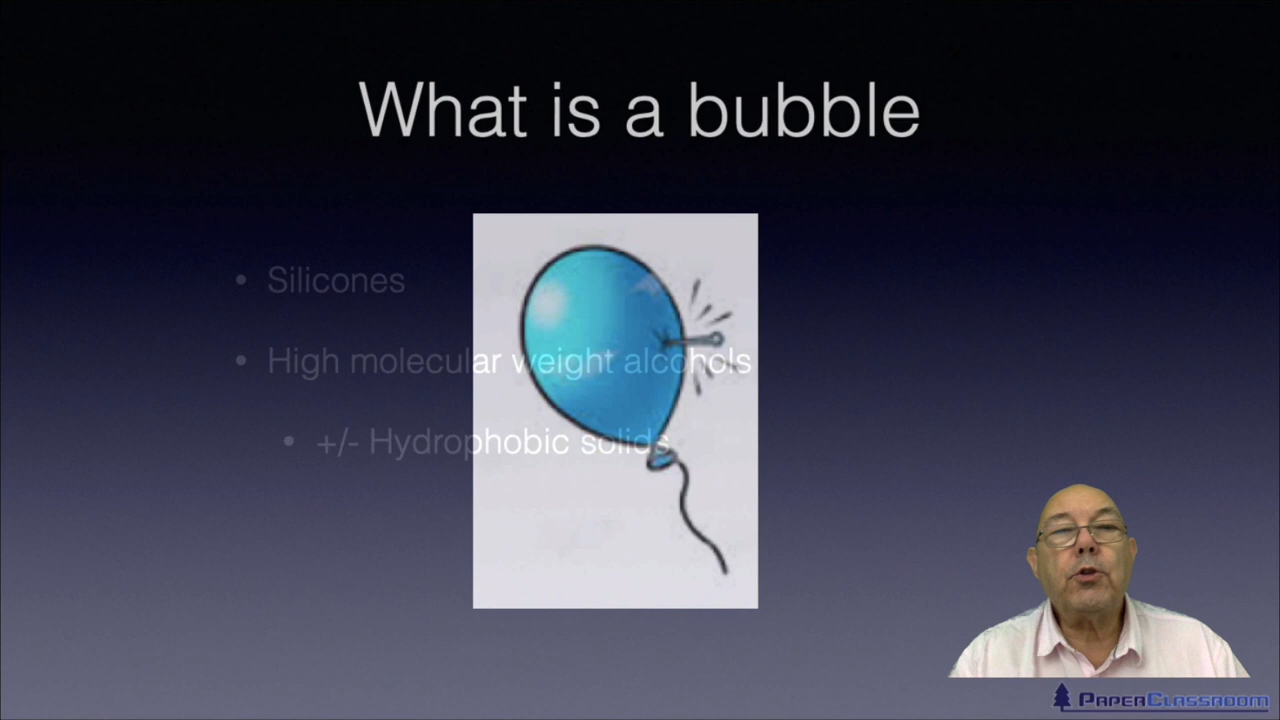 What is a bubble
• Silicones
• High molecular weight alcohols
• +/- Hydrophobic solids
PAPERCLASSROOM